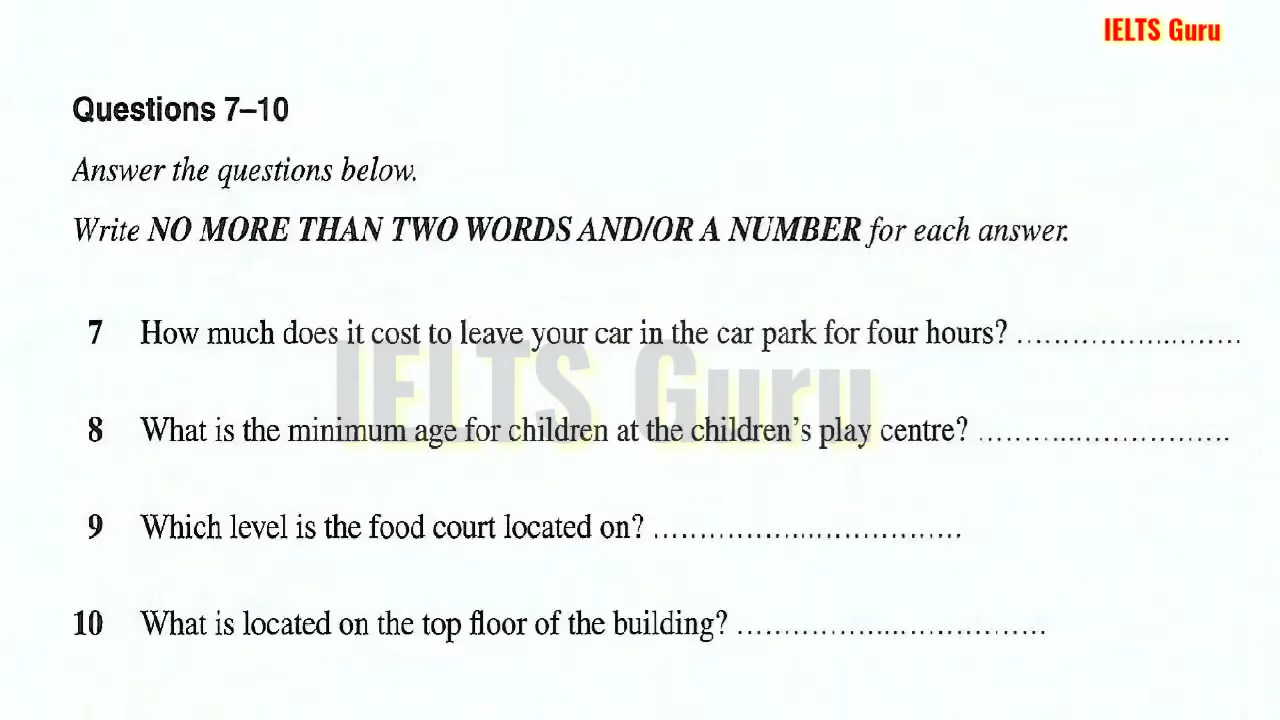 IELTS Guru
Questions 7–10
Answer the questions below.
Write NO MORE THAN TWO WORDS AND/OR A NUMBER for each answer.
7 How much does it cost to leave your car in the car park for four hours? ........................
IELTS Guru
8 What is the minimum age for children at the children's play centre? ........................
9 Which level is the food court located on? ........................
10 What is located on the top floor of the building? ........................